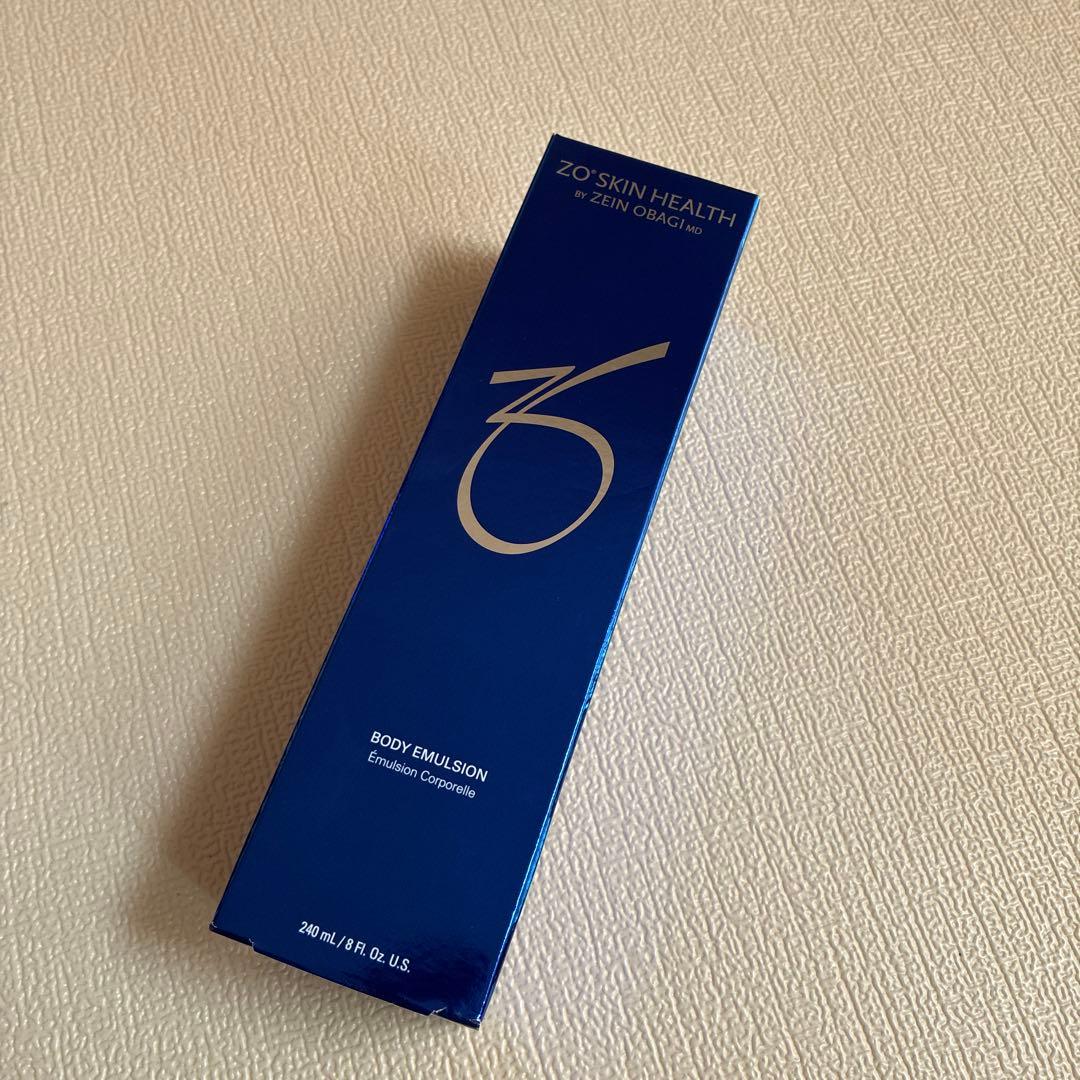 ZO® SKIN HEALTH
BY ZEIN OBAGI MD
BODY EMULSION
Émulsion Corporelle
240 mL / 8 Fl. Oz. U.S.